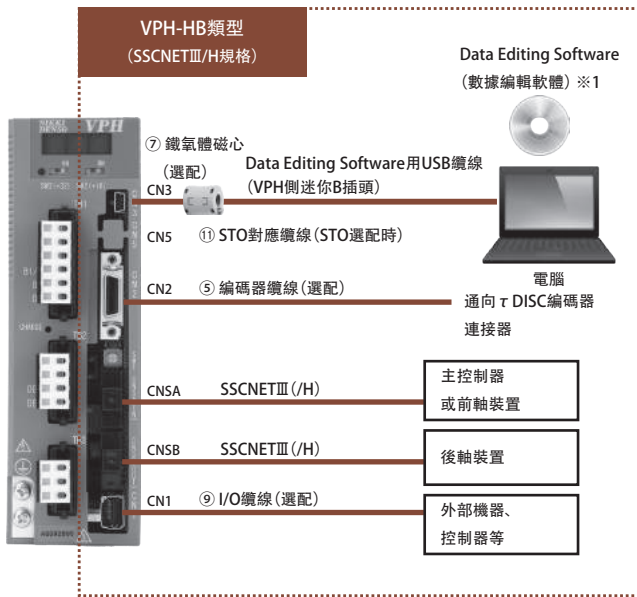 VPH-HB類型
(SSCNETⅢ/H規格)
Data Editing Software
(數據編輯軟體) ※1
NIKKI
DENSO
VPH
⑦ 鐵氧體磁心
(選配)
Data Editing Software用USB纜線
(VPH側迷你B插頭)
CN3
CN5
⑪ STO對應纜線(STO選配時)
電腦
CN2
⑤ 編碼器纜線(選配)
通向 τ DISC編碼器
連接器
CNSA
SSCNETⅢ(/H)
主控制器
或前軸裝置
CNSB
SSCNETⅢ(/H)
後軸裝置
CN1
⑨ I/O纜線(選配)
外部機器、
控制器等